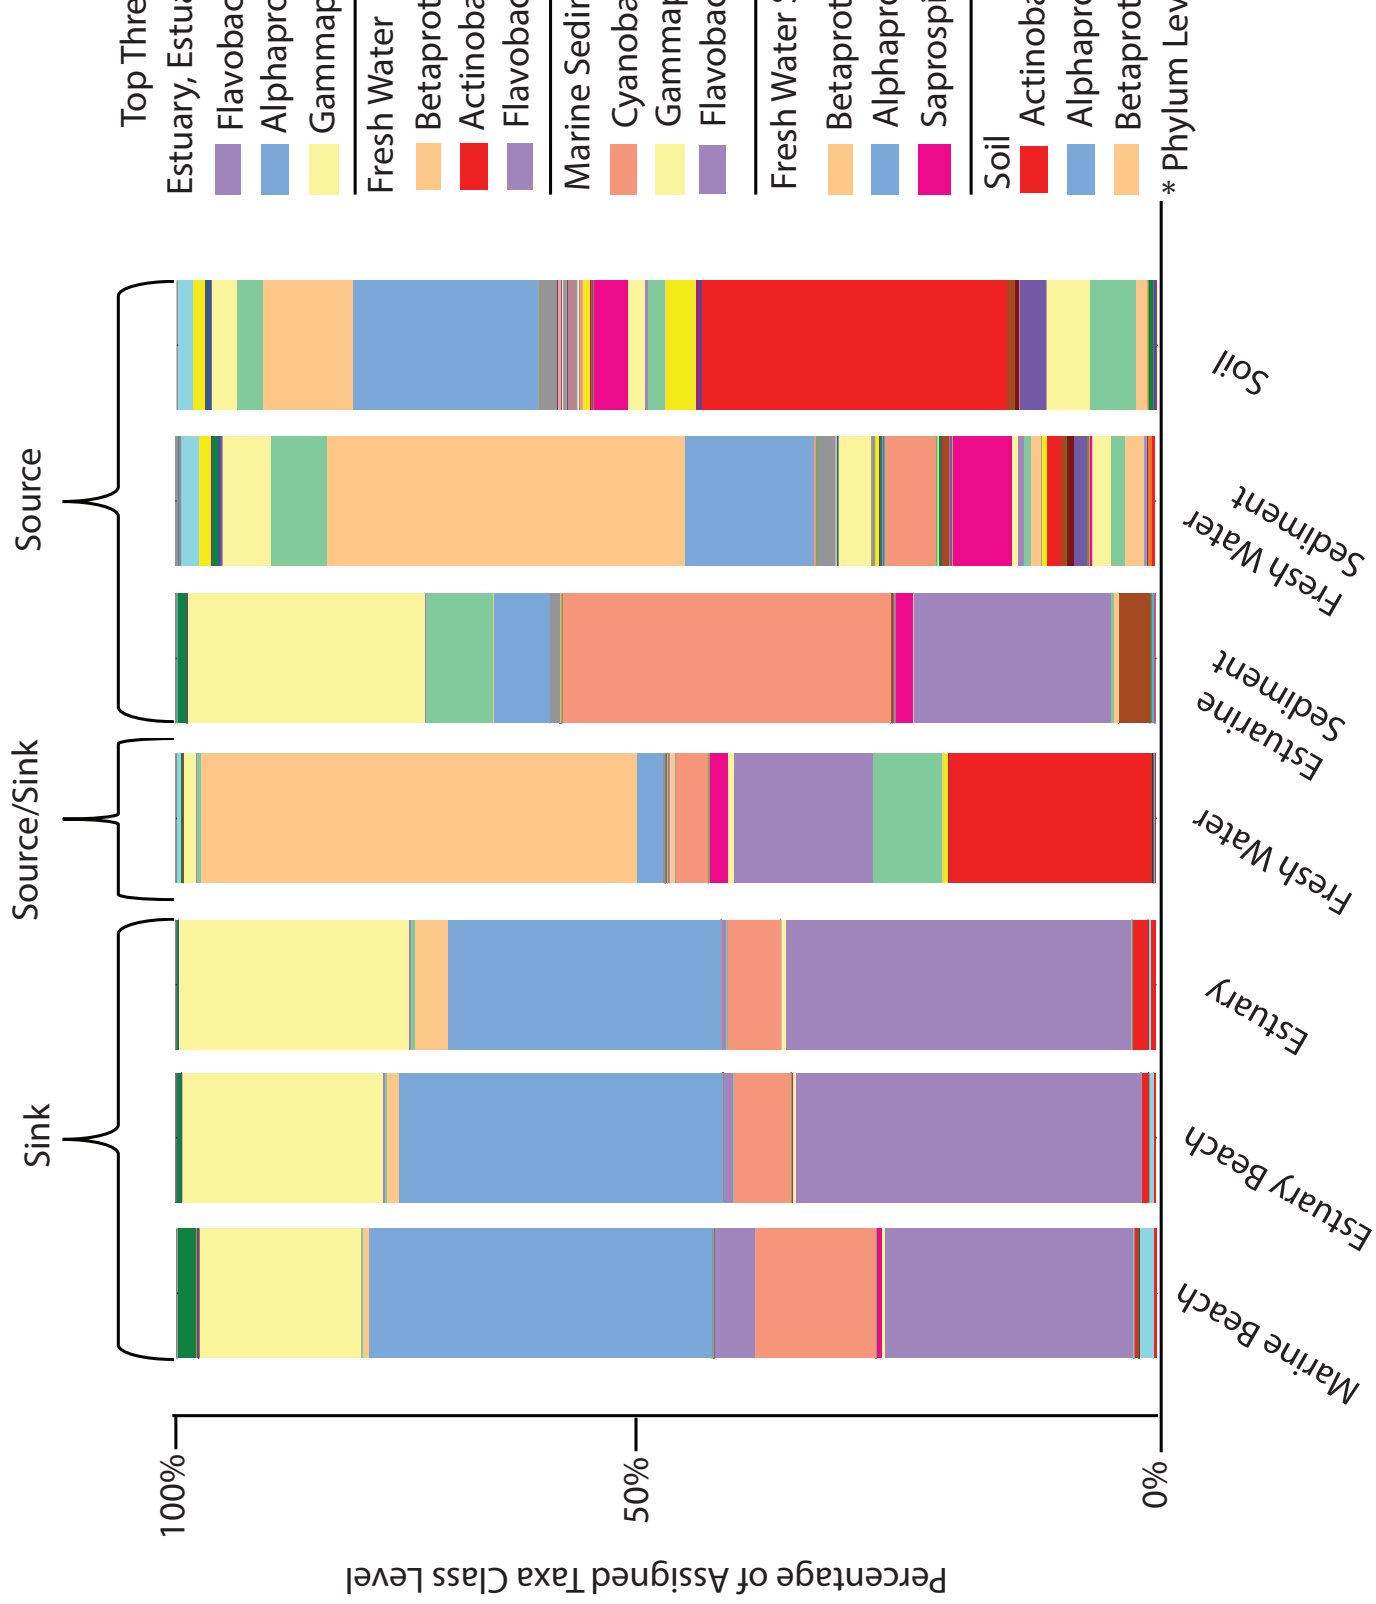 Source
Source/Sink
Sink
100%
50%
0%
Percentage of Assigned Taxa Class Level
Marine Beach
Estuary Beach
Estuary
Fresh Water
Estuarine
Sediment
Fresh Water
Sediment
Soil
Top Thre
Estuary, Estua
Flavobac
Alphapro
Gammap
Fresh Water
Betaprot
Actinoba
Flavobac
Marine Sedin
Cyanoba
Gammap
Flavobac
Fresh Water S
Betaprot
Alphapro
Saprospi
Soil
Actinoba
Alphapro
Betaprot
* Phylum Lev